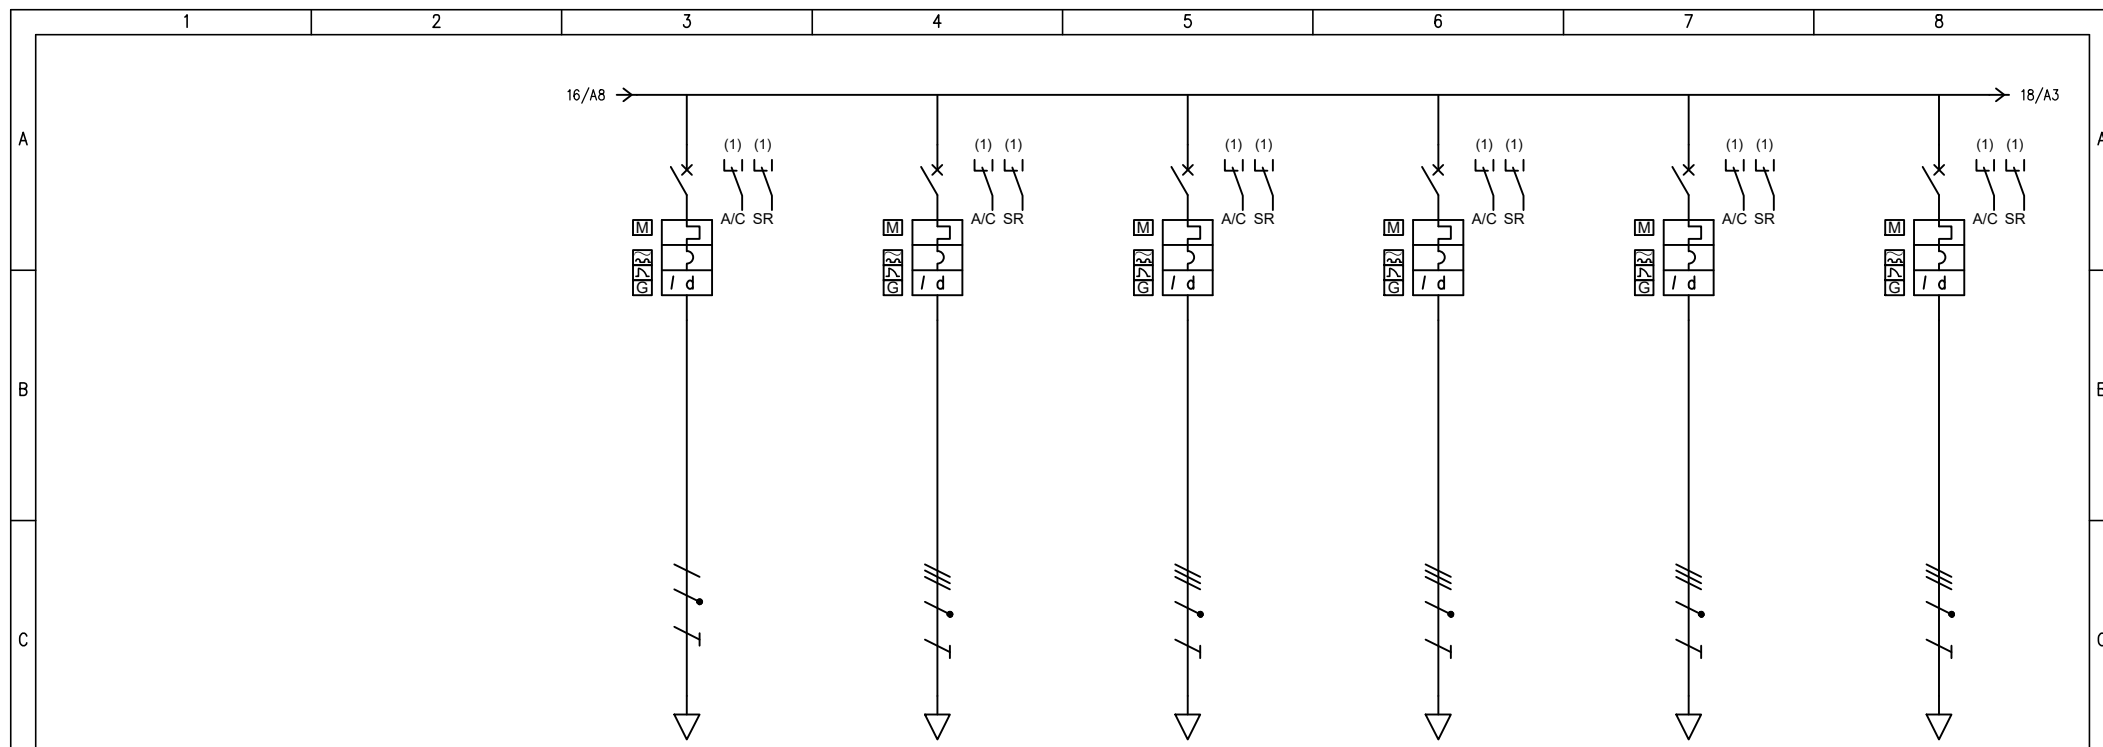 1 2 3 4 5 6 7 8
16/A8 18/A3
A A
(1) (1) (1) (1) (1) (1) (1) (1) (1) (1) (1) (1)
A/C SR A/C SR A/C SR A/C SR A/C SR A/C SR
M M M M M M
I d I d I d I d I d I d
G G G G G G
B
C